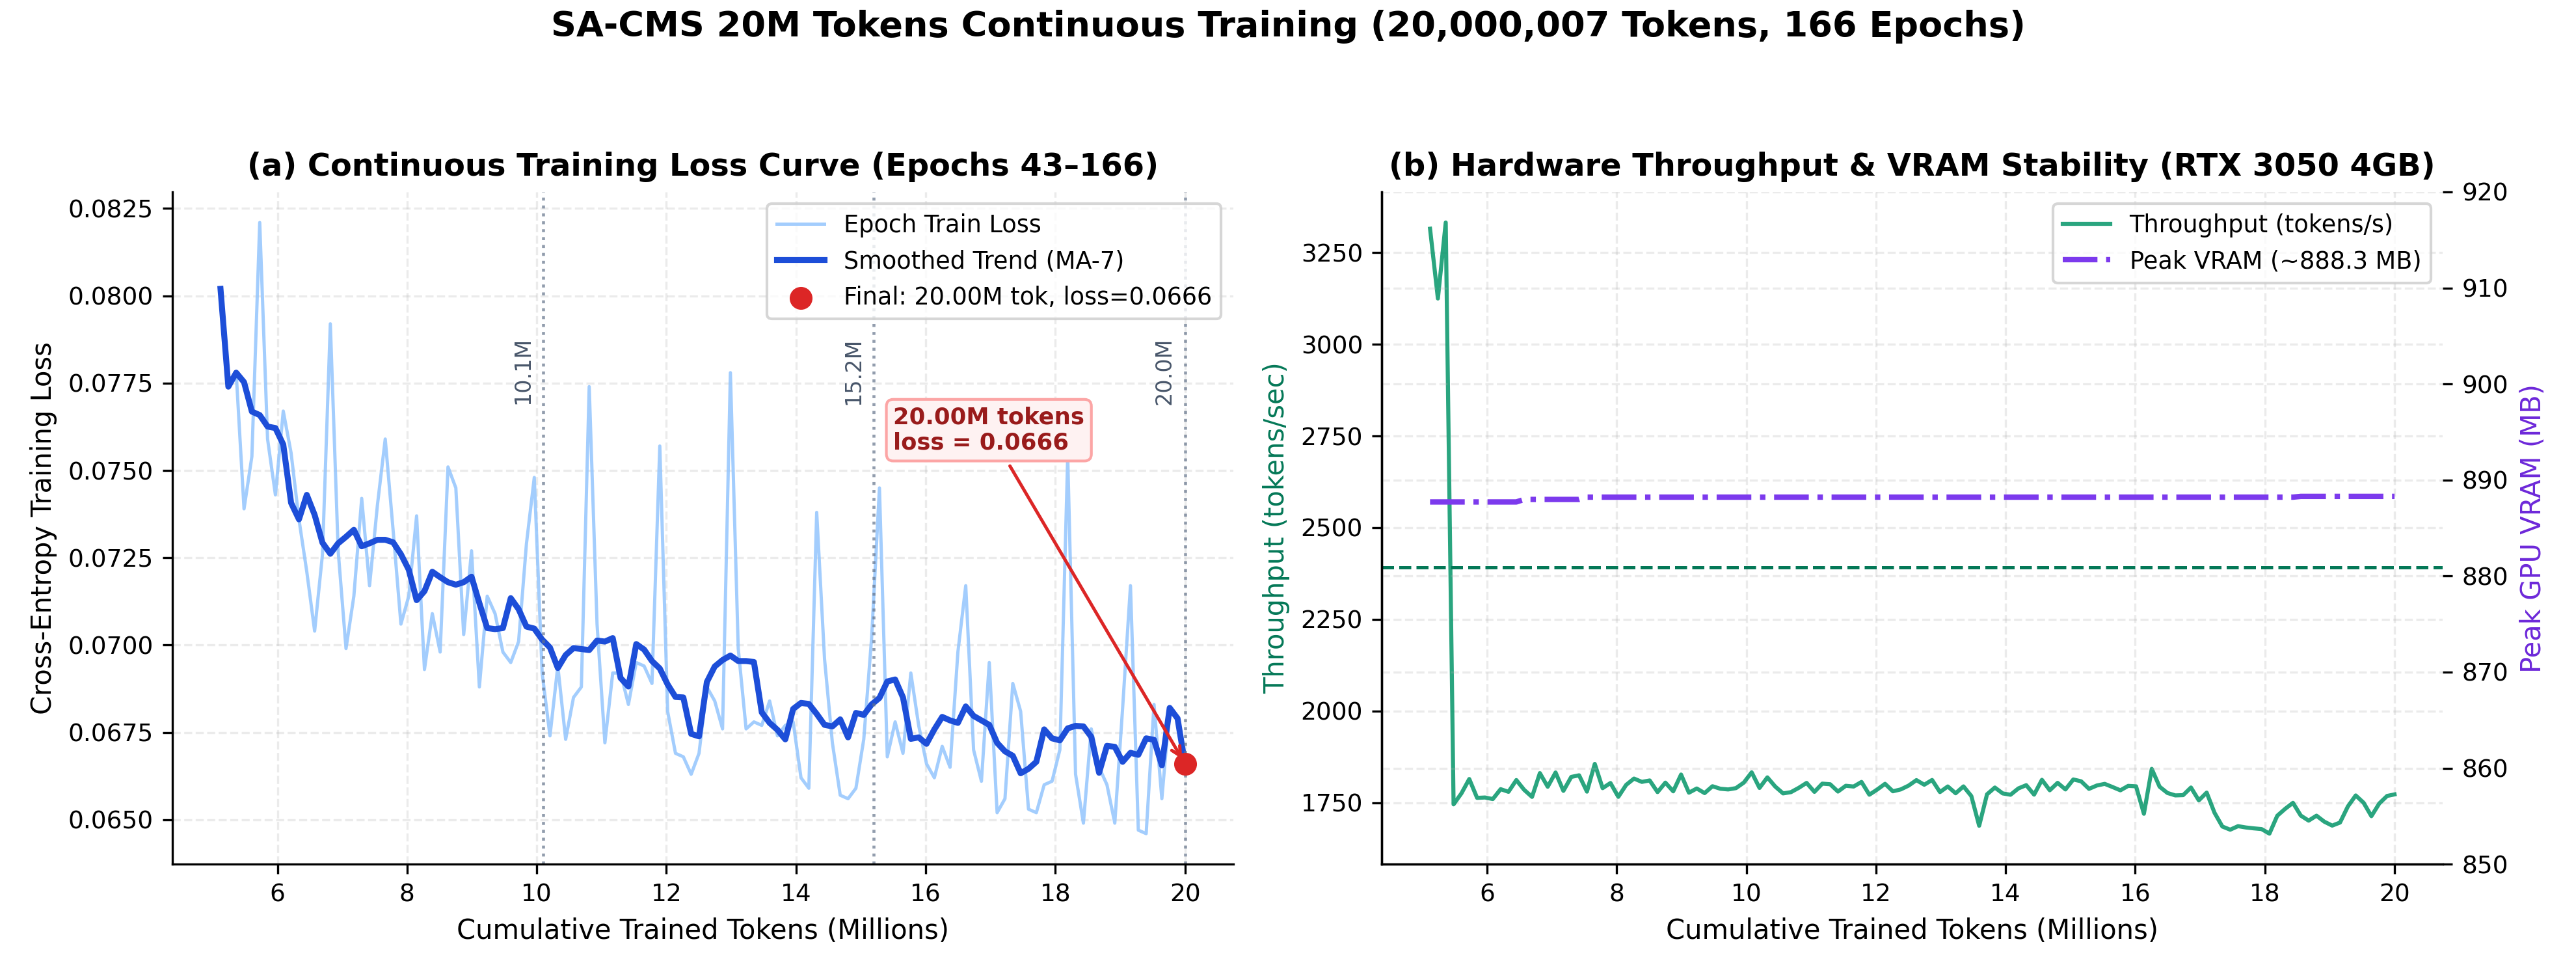 SA-CMS 20M Tokens Continuous Training (20,000,007 Tokens, 166 Epochs)
(a) Continuous Training Loss Curve (Epochs 43–166)
Cross-Entropy Training Loss
0.0825
0.0800
0.0775
0.0750
0.0725
0.0700
0.0675
0.0650
Epoch Train Loss
Smoothed Trend (MA-7)
Final: 20.00M tok, loss=0.0666
10.1M
15.2M
20.0M
20.00M tokens
loss = 0.0666
6
8
10
12
14
16
18
20
Cumulative Trained Tokens (Millions)
(b) Hardware Throughput & VRAM Stability (RTX 3050 4GB)
Throughput (tokens/sec)
3250
3000
2750
2500
2250
2000
1750
Throughput (tokens/s)
Peak VRAM (~888.3 MB)
920
910
900
890
880
870
860
850
Peak GPU VRAM (MB)
6
8
10
12
14
16
18
20
Cumulative Trained Tokens (Millions)